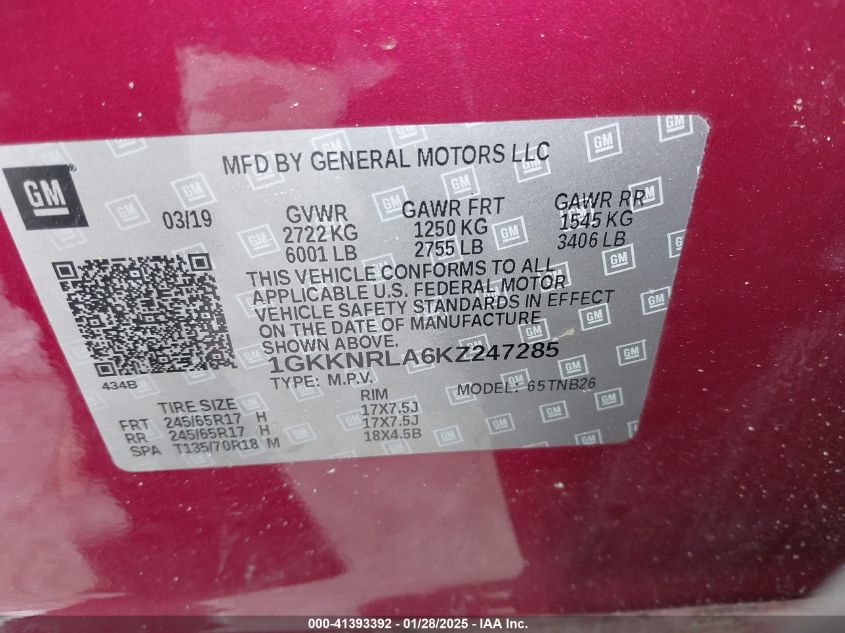 MFD BY GENERAL MOTORS LLC
GM
03/19
GVWR GAWR FRT GAWR RR
2722 KG 1250 KG 1545 KG
6001 LB 2755 LB 3406 LB
THIS VEHICLE CONFORMS TO ALL
APPLICABLE U.S. FEDERAL MOTOR
VEHICLE SAFETY STANDARDS IN EFFECT
ON THE DATE OF MANUFACTURE
SHOWN ABOVE.
1GKKNRLA6KZ247285
434B
TYPE: M.P.V. MODEL: 65TNB26
TIRE SIZE RIM
FRT 245/65R17 H 17X7.5J
RR 245/65R17 H 17X7.5J
SPA T135/70R18 M 18X4.5B
000-41393392 - 01/28/2025 - IAA Inc.